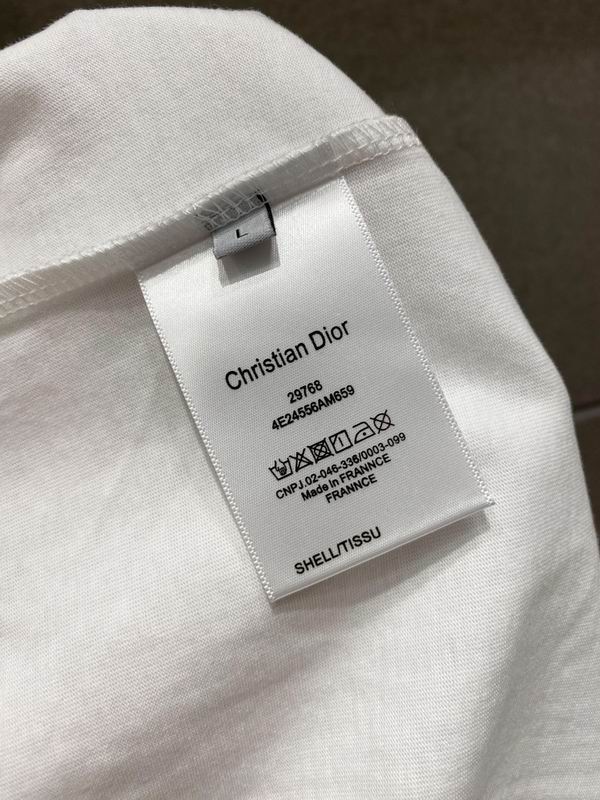 L
Christian Dior
29768
4E24556AM659
CNPJ.02-046-336/0003-099
Made in FRANNCE
FRANNCE
SHELL/TISSU